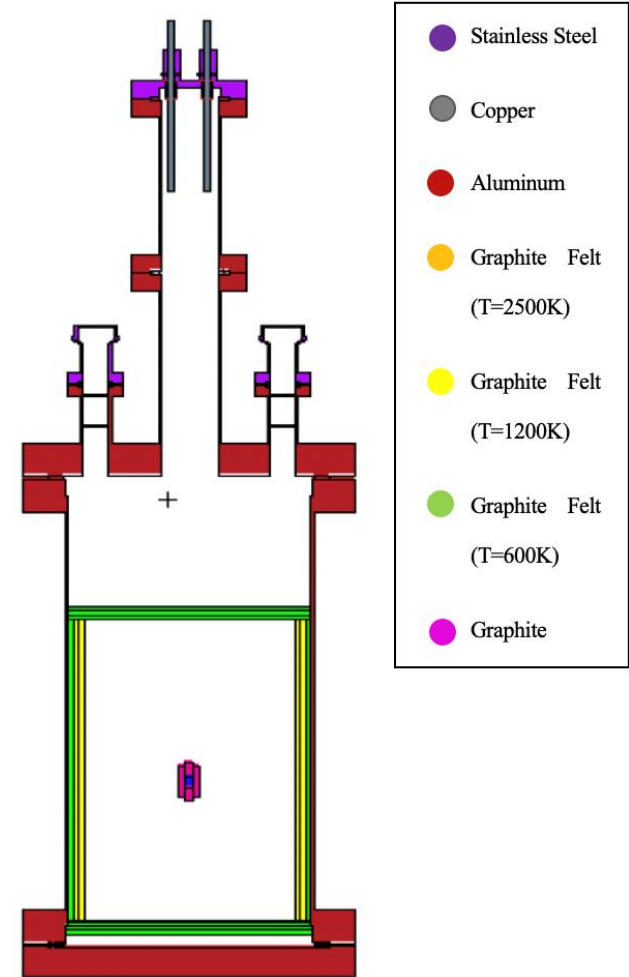 Stainless Steel
Copper
Aluminum
Graphite Felt
(T=2500K)
Graphite Felt
(T=1200K)
Graphite Felt
(T=600K)
Graphite